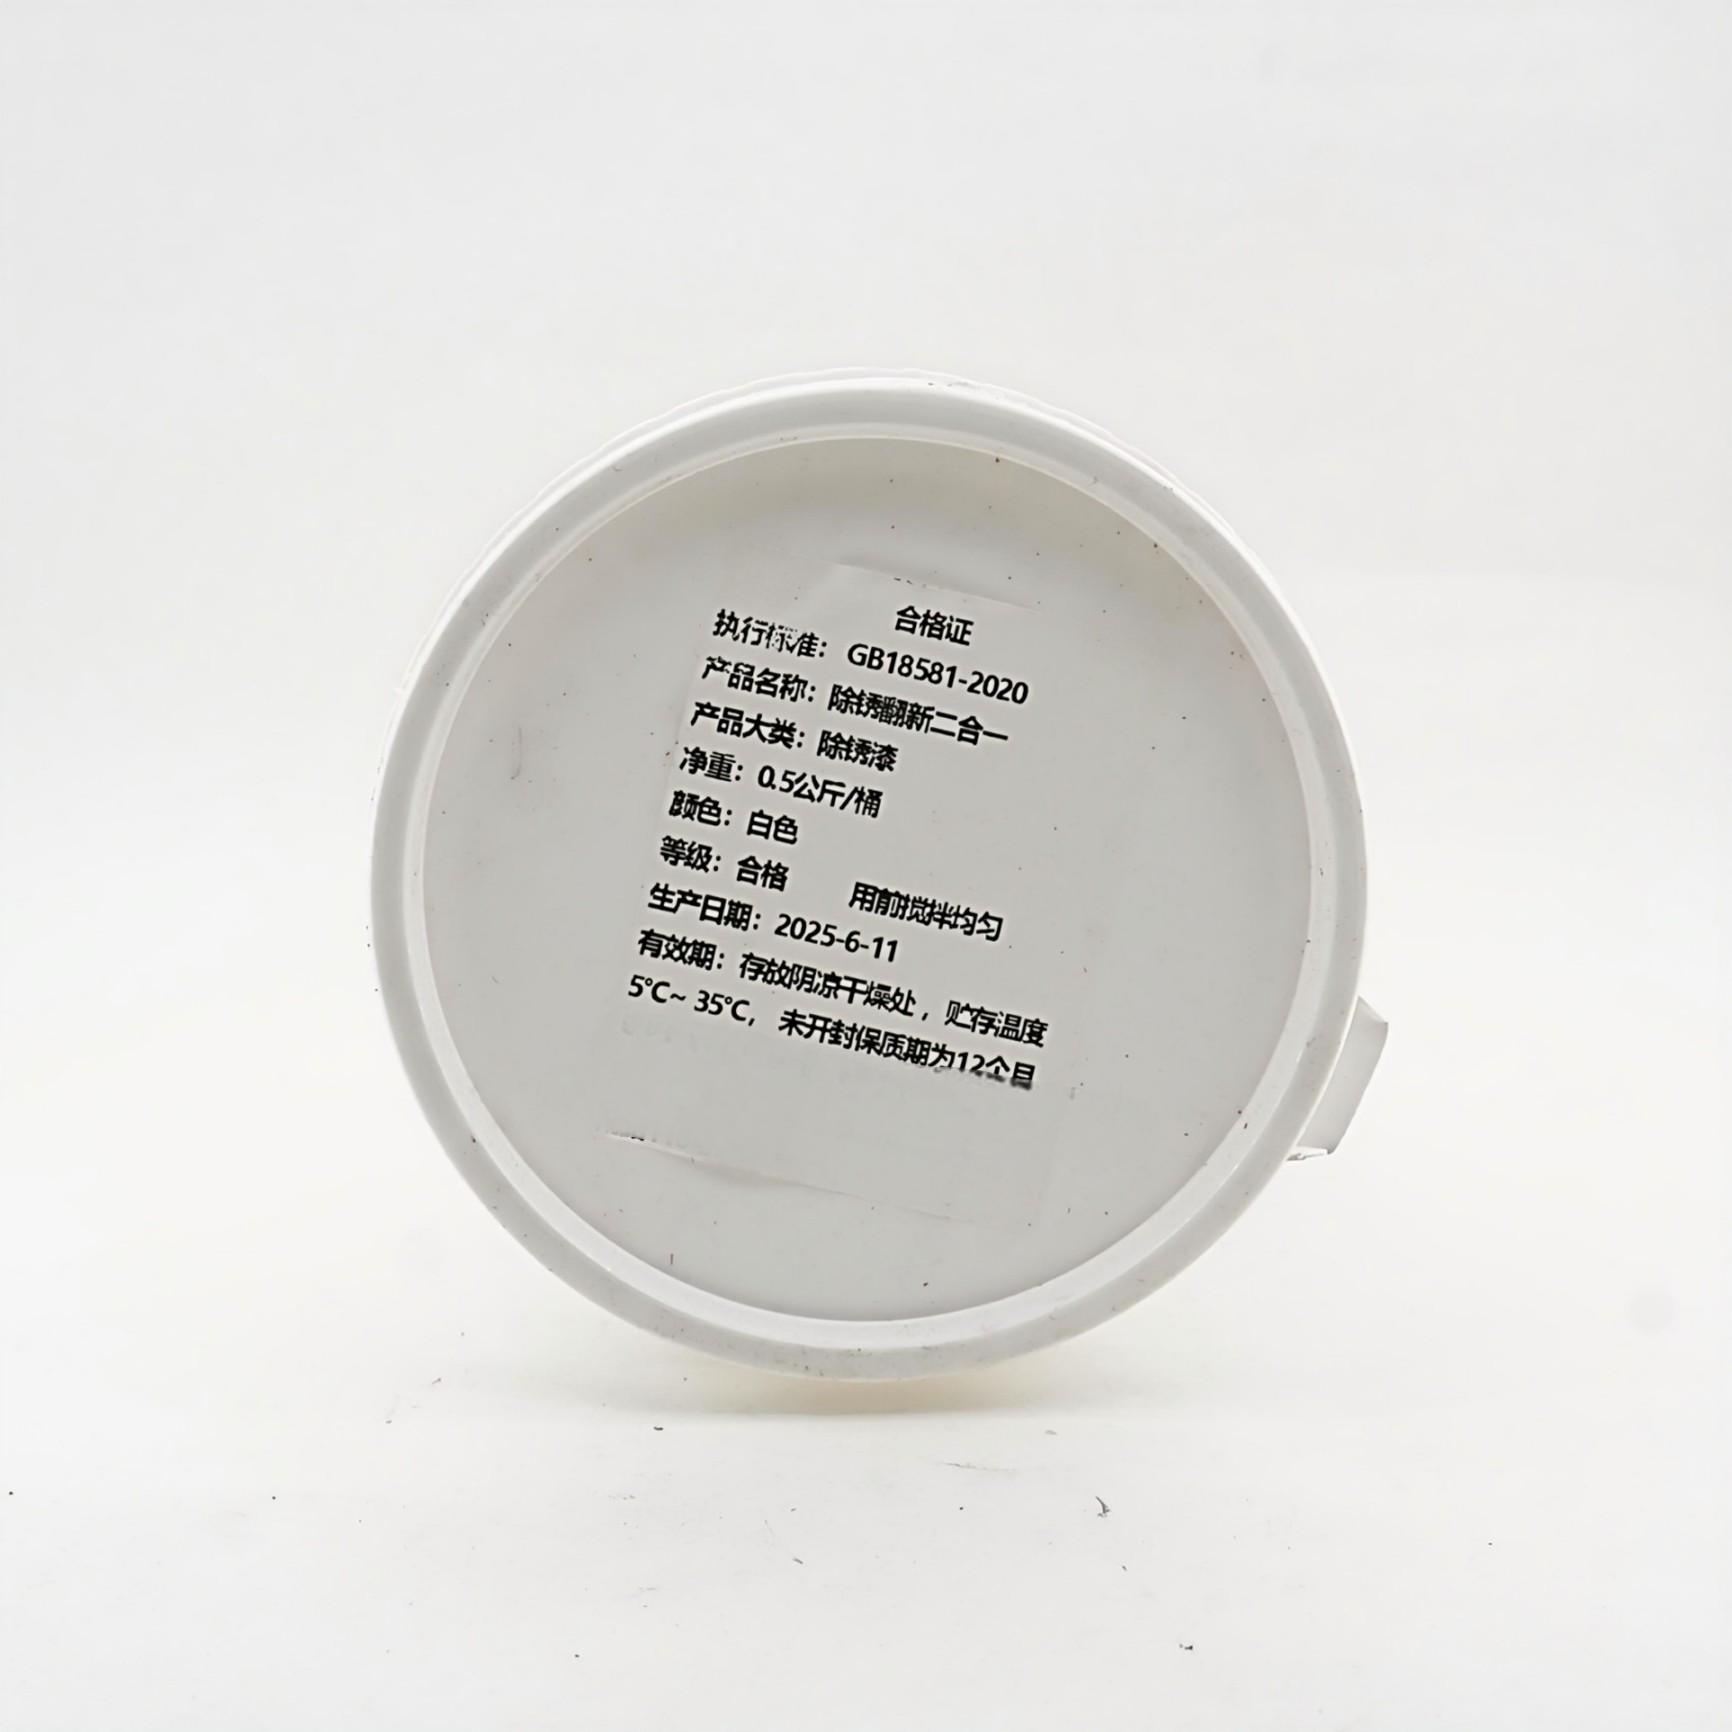 合格证
执行标准：GB18581-2020
产品名称：除锈翻新二合一
产品大类：除锈漆
净重：0.5公斤/桶
颜色：白色
等级：合格 用前搅拌均匀
生产日期：2025-6-11
有效期：存放阴凉干燥处，贮存温度
5℃~ 35℃，未开封保质期为12个月